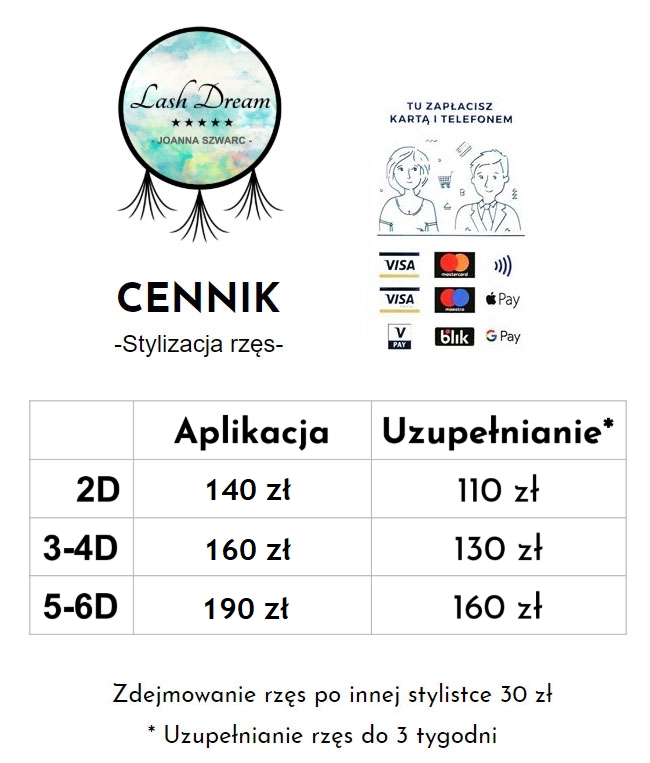 Lash Dream
★★★★★
- JOANNA SZWARC -
TU ZAPŁACISZ
KARTĄ I TELEFONEM
VISA mastercard
VISA maestro Pay
V PAY blik G Pay
CENNIK
-Stylizacja rzęs-
Aplikacja Uzupełnianie*
2D 140 zł 110 zł
3-4D 160 zł 130 zł
5-6D 190 zł 160 zł
Zdejmowanie rzęs po innej stylistce 30 zł
* Uzupełnianie rzęs do 3 tygodni